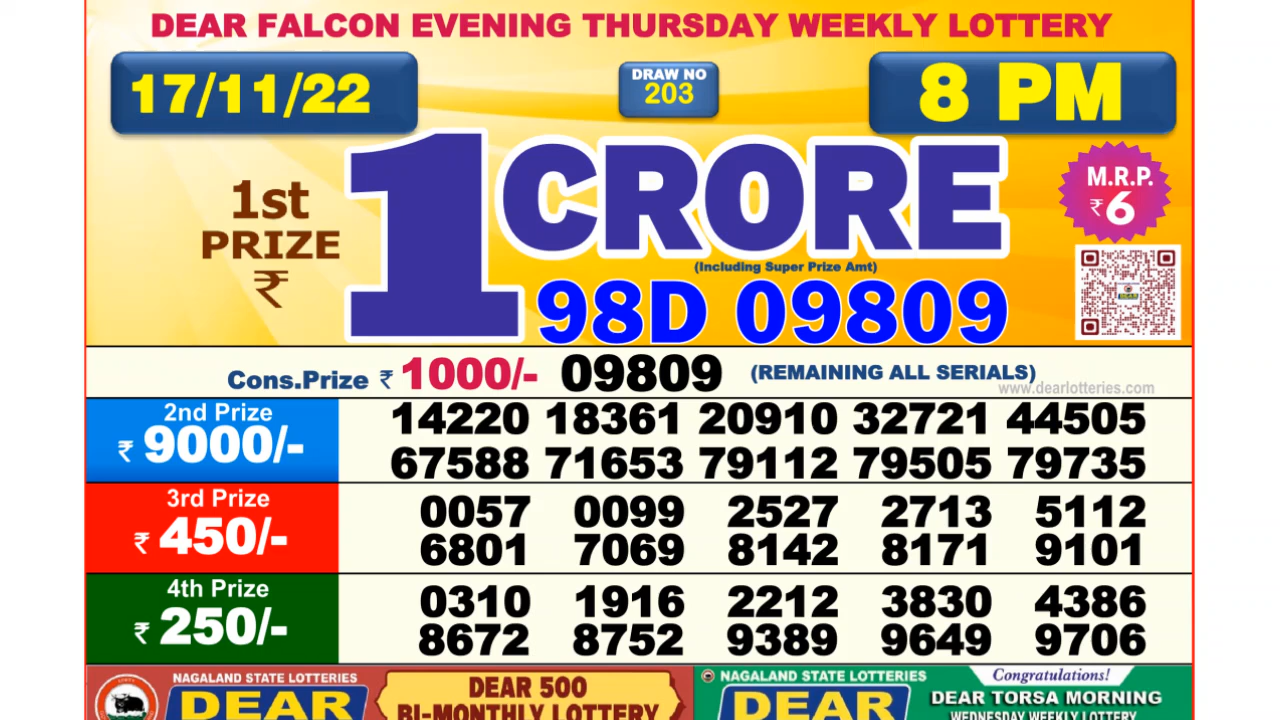 DEAR FALCON EVENING THURSDAY WEEKLY LOTTERY
17/11/22
DRAW NO
203
8 PM
1st
PRIZE
₹
1 CRORE
M.R.P.
₹6
(Including Super Prize Amt)
98D 09809
DEAR
Cons.Prize ₹ 1000/- 09809 (REMAINING ALL SERIALS)
www.dearlotteries.com
2nd Prize
₹ 9000/-
14220 18361 20910 32721 44505
67588 71653 79112 79505 79735
3rd Prize
₹ 450/-
0057 0099 2527 2713 5112
6801 7069 8142 8171 9101
4th Prize
₹ 250/-
0310 1916 2212 3830 4386
8672 8752 9389 9649 9706
NAGALAND STATE LOTTERIES
DEAR
DEAR 500
BI-MONTHLY LOTTERY
NAGALAND STATE LOTTERIES
DEAR
Congratulations!
DEAR TORSA MORNING
WEDNESDAY WEEKLY LOTTERY